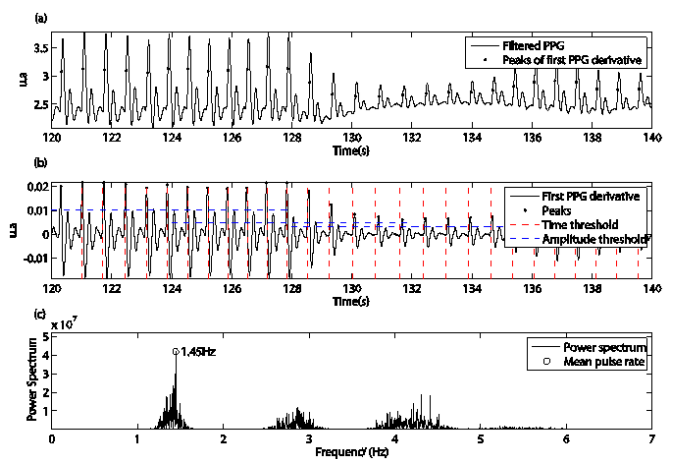 (a)
Filtered PPG
Peaks of first PPG derivative
3.5
3
2.5
u.a
120 122 124 126 128 130 132 134 136 138 140
Time(s)
(b)
First PPG derivative
Peaks
Time threshold
Amplitude threshold
0.02
0.01
0
-0.01
u.a
120 122 124 126 128 130 132 134 136 138 140
Time(s)
(c)
x 10^7
1.45Hz
Power spectrum
Mean pulse rate
5
4
3
2
1
Power Spectrum
0 1 2 3 4 5 6 7
Frequency (Hz)